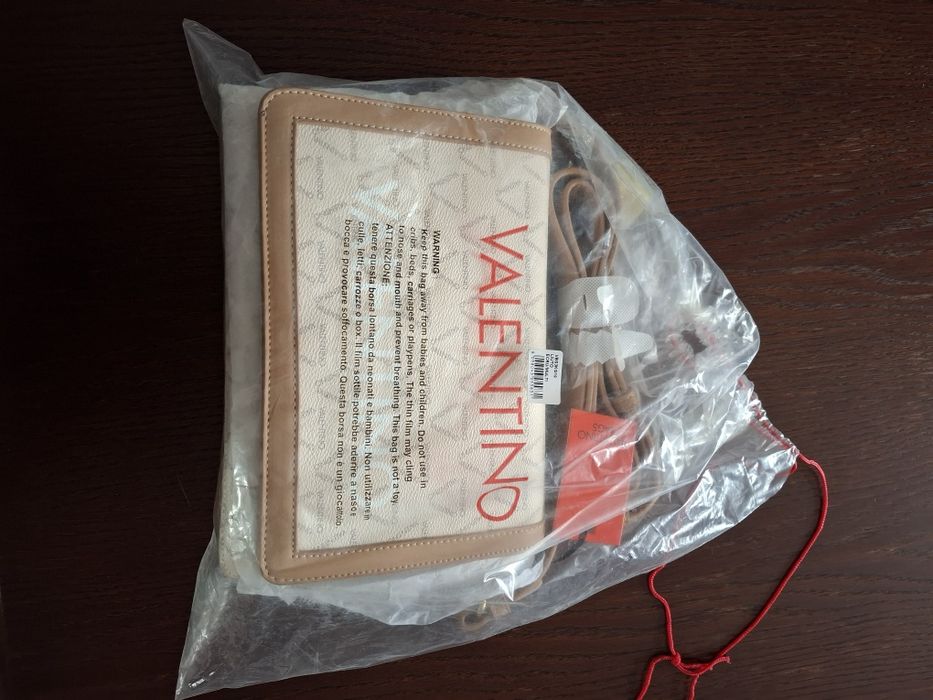 VALENTINO
WARNING
Keep this bag away from babies and children. Do not use in
cribs, beds, carriages or playpens. The thin film may cling
to nose and mouth and prevent breathing. This bag is not a toy.
ATTENZIONE
tenere questa borsa lontano da neonati e bambini. Non utilizzare in
culle, letti, carrozze o box. Il film sottile potrebbe aderire a naso e
bocca e provocare soffocamento. Questa borsa non è un giocattolo.